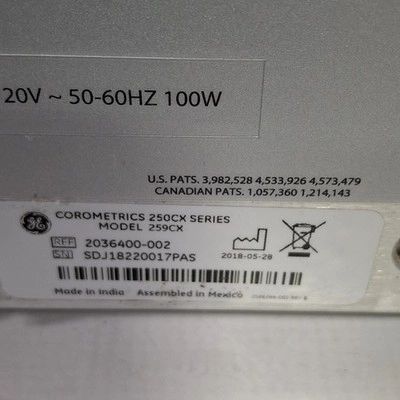 20V ~ 50-60HZ 100W
U.S. PATS. 3,982,528 4,533,926 4,573,479
CANADIAN PATS. 1,057,360 1,214,143
GE
COROMETRICS 250CX SERIES
MODEL 259CX
REF 2036400-002
SN SDJ18220017PAS
2018-05-28
Made in India Assembled in Mexico